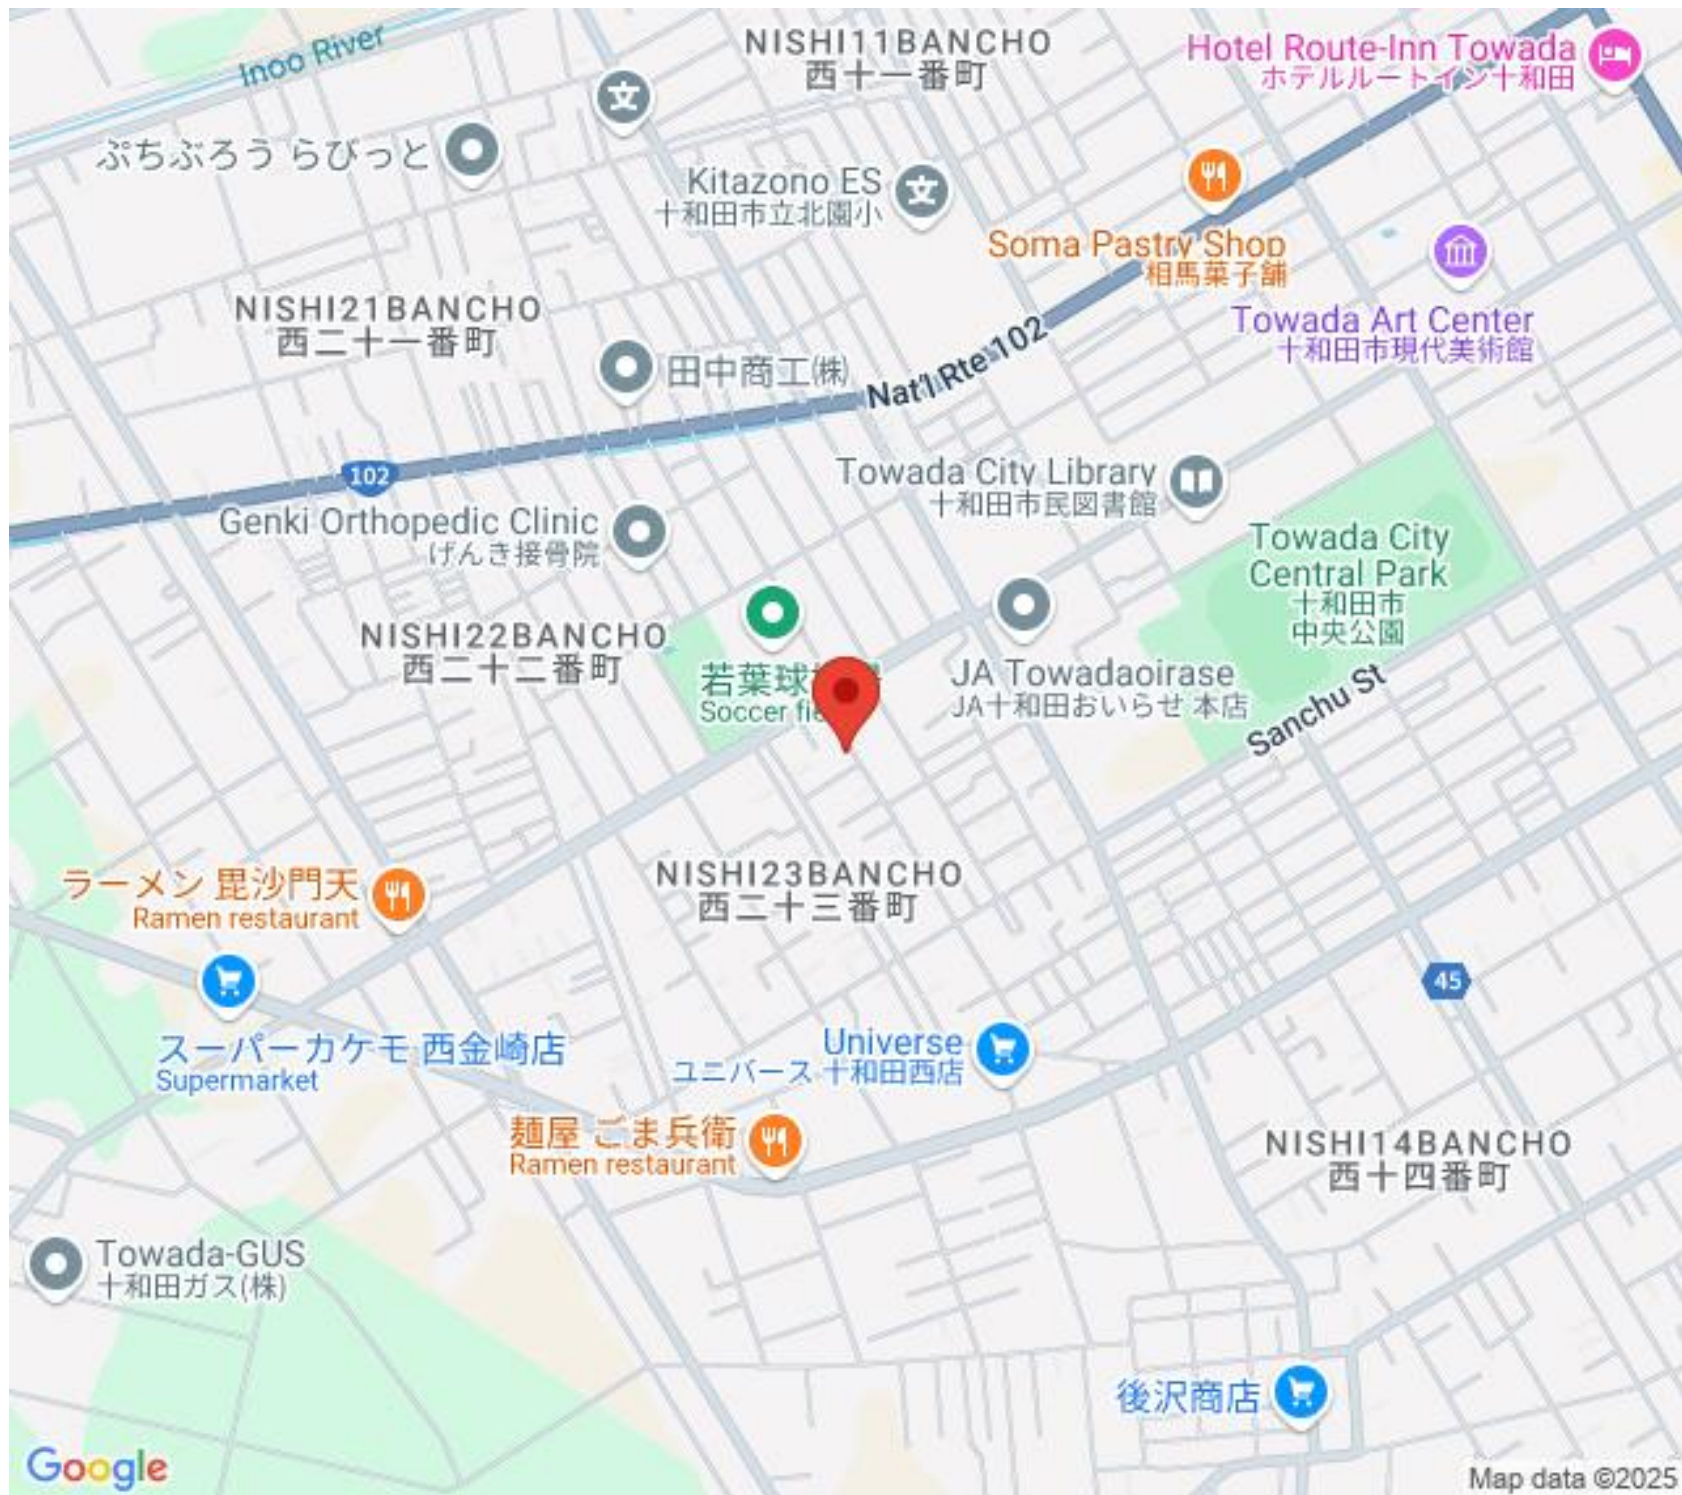 Inoo River
NISHI11BANCHO
西十一番町
Hotel Route-Inn Towada
ホテルルートイン十和田
文
ぷちぷろう らびっと
Kitazono ES
十和田市立北園小
文
Soma Pastry Shop
相馬菓子舗
Towada Art Center
十和田市現代美術館
NISHI21BANCHO
西二十一番町
田中商工㈱
Nat'l Rte 102
102
Towada City Library
十和田市民図書館
Genki Orthopedic Clinic
げんき接骨院
Towada City
Central Park
十和田市
中央公園
NISHI22BANCHO
西二十二番町
若葉球
Soccer fie
JA Towadaoirase
JA十和田おいらせ 本店
Sanchu St
NISHI23BANCHO
西二十三番町
ラーメン 毘沙門天
Ramen restaurant
45
スーパーカケモ 西金崎店
Supermarket
Universe
ユニバース 十和田西店
麺屋 ごま兵衛
Ramen restaurant
NISHI14BANCHO
西十四番町
Towada-GUS
十和田ガス(株)
後沢商店
Google
Map data ©2025